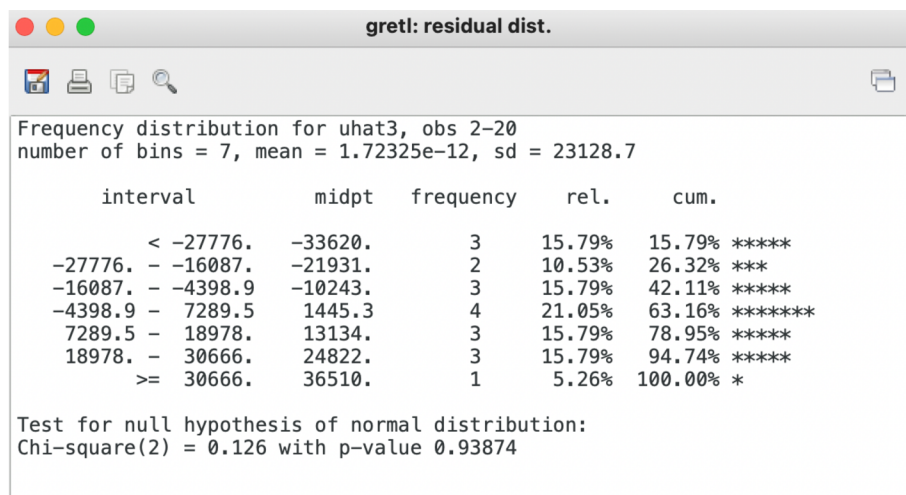 gretl: residual dist.
Frequency distribution for uhat3, obs 2-20
number of bins = 7, mean = 1.72325e-12, sd = 23128.7
interval midpt frequency rel. cum.
< -27776. -33620. 3 15.79% 15.79% *****
-27776. - -16087. -21931. 2 10.53% 26.32% ***
-16087. - -4398.9 -10243. 3 15.79% 42.11% *****
-4398.9 - 7289.5 1445.3 4 21.05% 63.16% *******
7289.5 - 18978. 13134. 3 15.79% 78.95% *****
18978. - 30666. 24822. 3 15.79% 94.74% *****
>= 30666. 36510. 1 5.26% 100.00% *
Test for null hypothesis of normal distribution:
Chi-square(2) = 0.126 with p-value 0.93874